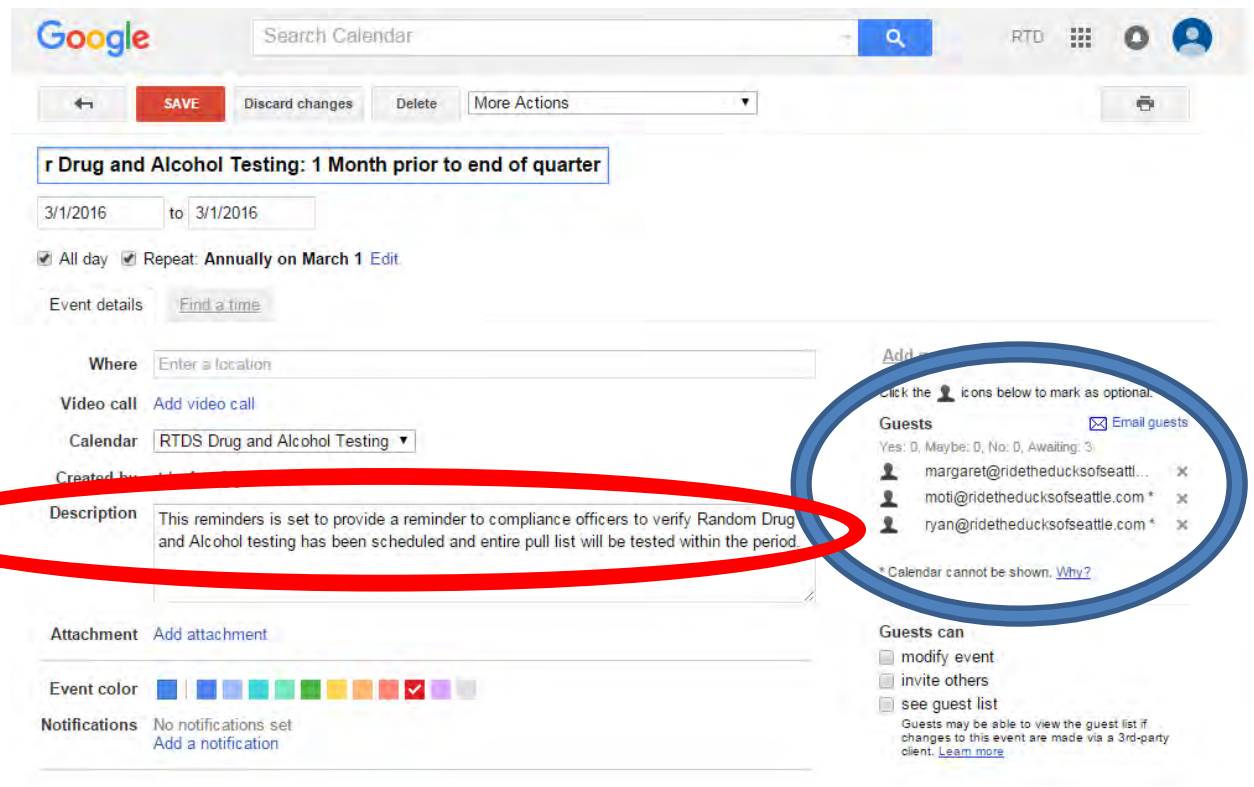 Google Search Calendar RTD
SAVE Discard changes Delete More Actions
r Drug and Alcohol Testing: 1 Month prior to end of quarter
3/1/2016 to 3/1/2016
All day Repeat: Annually on March 1 Edit
Event details Find a time
Where Enter a location
Video call Add video call
Calendar RTDS Drug and Alcohol Testing
Created by
Description This reminders is set to provide a reminder to compliance officers to verify Random Drug
and Alcohol testing has been scheduled and entire pull list will be tested within the period.
Attachment Add attachment
Event color
Notifications No notifications set
Add a notification
Add
Click the icons below to mark as optional.
Guests Email guests
Yes: 0, Maybe: 0, No: 0, Awaiting: 3
margaret@ridetheducksofseattl... ×
moti@ridetheducksofseattle.com * ×
ryan@ridetheducksofseattle.com * ×
* Calendar cannot be shown. Why?
Guests can
modify event
invite others
see guest list
Guests may be able to view the guest list if
changes to this event are made via a 3rd-party
client. Learn more